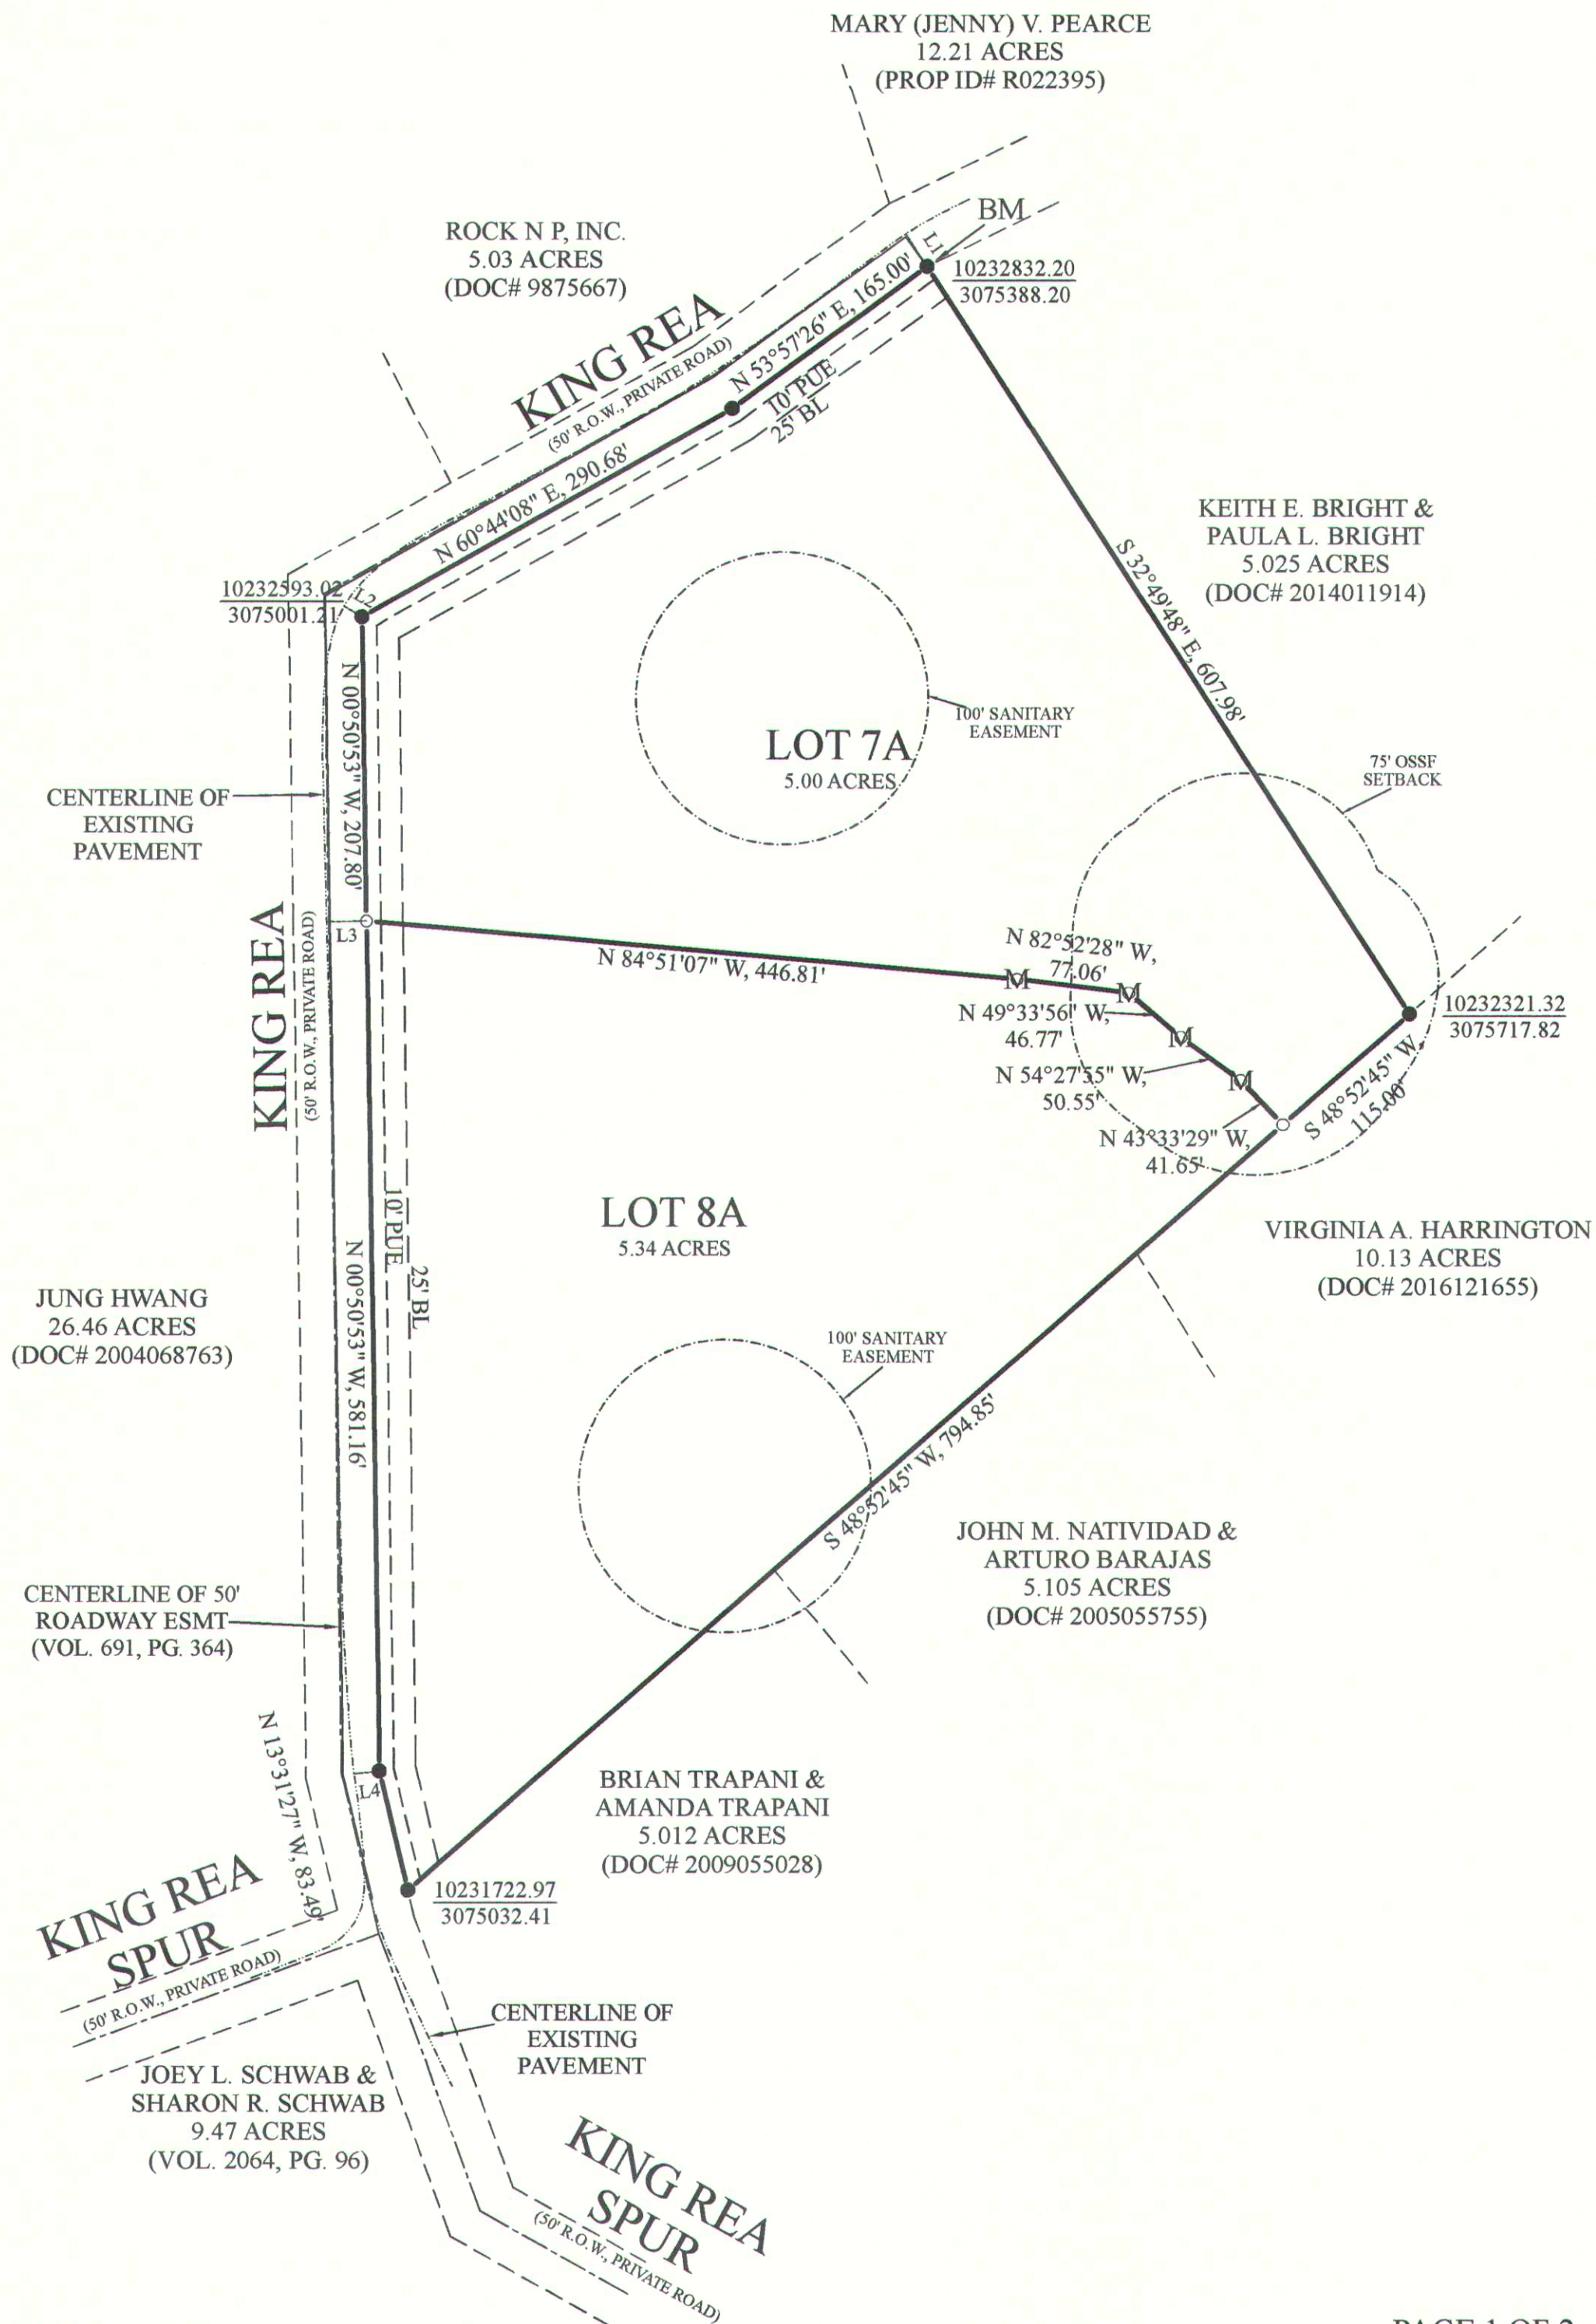 MARY (JENNY) V. PEARCE
12.21 ACRES
(PROP ID# R022395)
BM
ROCK N P, INC.
5.03 ACRES
(DOC# 9875667)
L1
10232832.20
3075388.20
KING REA
(50' R.O.W., PRIVATE ROAD)
N 53°57'26" E, 165.00'
10' PUE
25' BL
N 60°44'08" E, 290.68'
KEITH E. BRIGHT &
PAULA L. BRIGHT
5.025 ACRES
(DOC# 2014011914)
S 32°49'48" E, 607.98'
10232593.02
3075001.21
L2
N 00°50'53" W, 207.80'
100' SANITARY
EASEMENT
LOT 7A
5.00 ACRES
75' OSSF
SETBACK
CENTERLINE OF
EXISTING
PAVEMENT
L3
KING REA
(50' R.O.W., PRIVATE ROAD)
N 84°51'07" W, 446.81'
N 82°52'28" W,
77.06'
M
M
N 49°33'56" W,
46.77'
M
N 54°27'55" W,
50.55'
M
N 43°33'29" W,
41.65'
10232321.32
3075717.82
S 48°52'45" W,
115.00'
LOT 8A
5.34 ACRES
10' PUE
25' BL
N 00°50'53" W, 581.16'
VIRGINIA A. HARRINGTON
10.13 ACRES
(DOC# 2016121655)
JUNG HWANG
26.46 ACRES
(DOC# 2004068763)
100' SANITARY
EASEMENT
S 48°52'45" W, 794.85'
JOHN M. NATIVIDAD &
ARTURO BARAJAS
5.105 ACRES
(DOC# 2005055755)
CENTERLINE OF 50'
ROADWAY ESMT
(VOL. 691, PG. 364)
N 13°31'27" W, 83.49'
L4
BRIAN TRAPANI &
AMANDA TRAPANI
5.012 ACRES
(DOC# 2009055028)
10231722.97
3075032.41
KING REA
SPUR
(50' R.O.W., PRIVATE ROAD)
CENTERLINE OF
EXISTING
PAVEMENT
JOEY L. SCHWAB &
SHARON R. SCHWAB
9.47 ACRES
(VOL. 2064, PG. 96)
KING REA
SPUR
(50' R.O.W., PRIVATE ROAD)
PAGE 1 OF 2